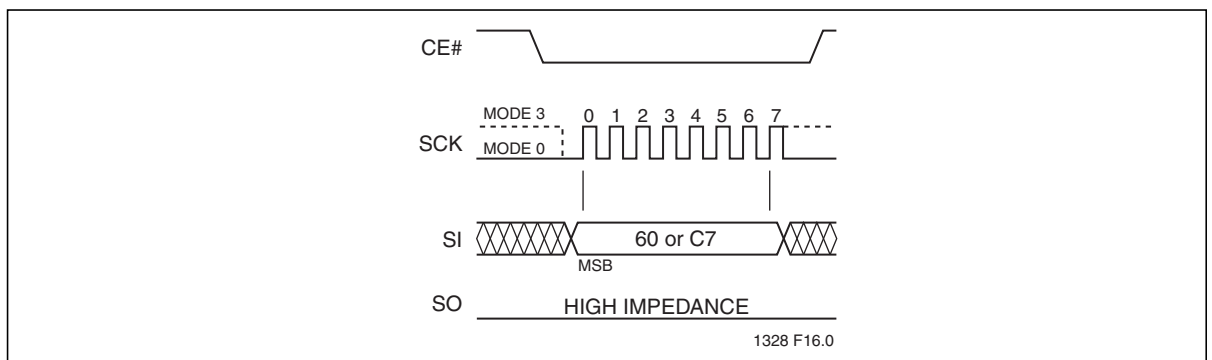 CE#
MODE 3
0 1 2 3 4 5 6 7
SCK
MODE 0
SI
60 or C7
MSB
SO
HIGH IMPEDANCE
1328 F16.0